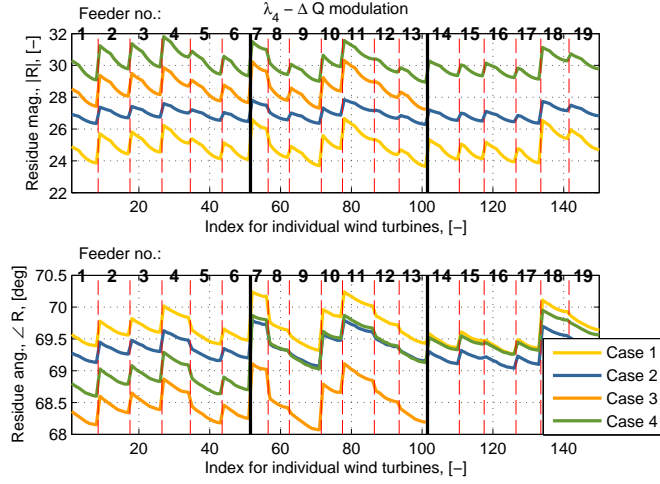 λ4 − Δ Q modulation
Feeder no.:
1 2 3 4 5 6 7 8 9 10 11 12 13 14 15 16 17 18 19
32
30
28
26
24
22
Residue mag., |R|, [−]
0 20 40 60 80 100 120 140
Index for individual wind turbines, [−]
Feeder no.:
1 2 3 4 5 6 7 8 9 10 11 12 13 14 15 16 17 18 19
70.5
70
69.5
69
68.5
68
Residue ang., ∠ R, [deg]
Case 1
Case 2
Case 3
Case 4
0 20 40 60 80 100 120 140
Index for individual wind turbines, [−]